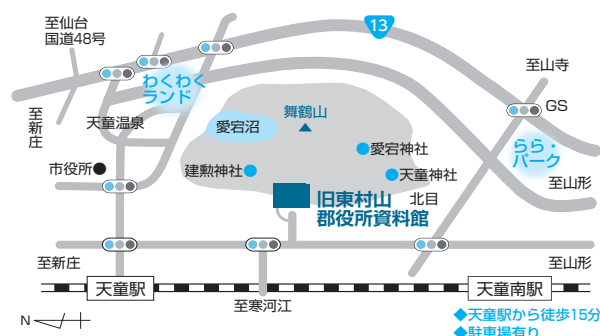 至仙台
国道48号
13
至山寺
わくわく
ランド
GS
至新庄
天童温泉
舞鶴山
愛宕沼
愛宕神社
らら・
パーク
市役所
建勲神社
天童神社
至山形
旧東村山
郡役所資料館
北目
至新庄
至山形
天童駅
天童南駅
至寒河江
N
◆天童駅から徒歩15分
◆駐車場有り